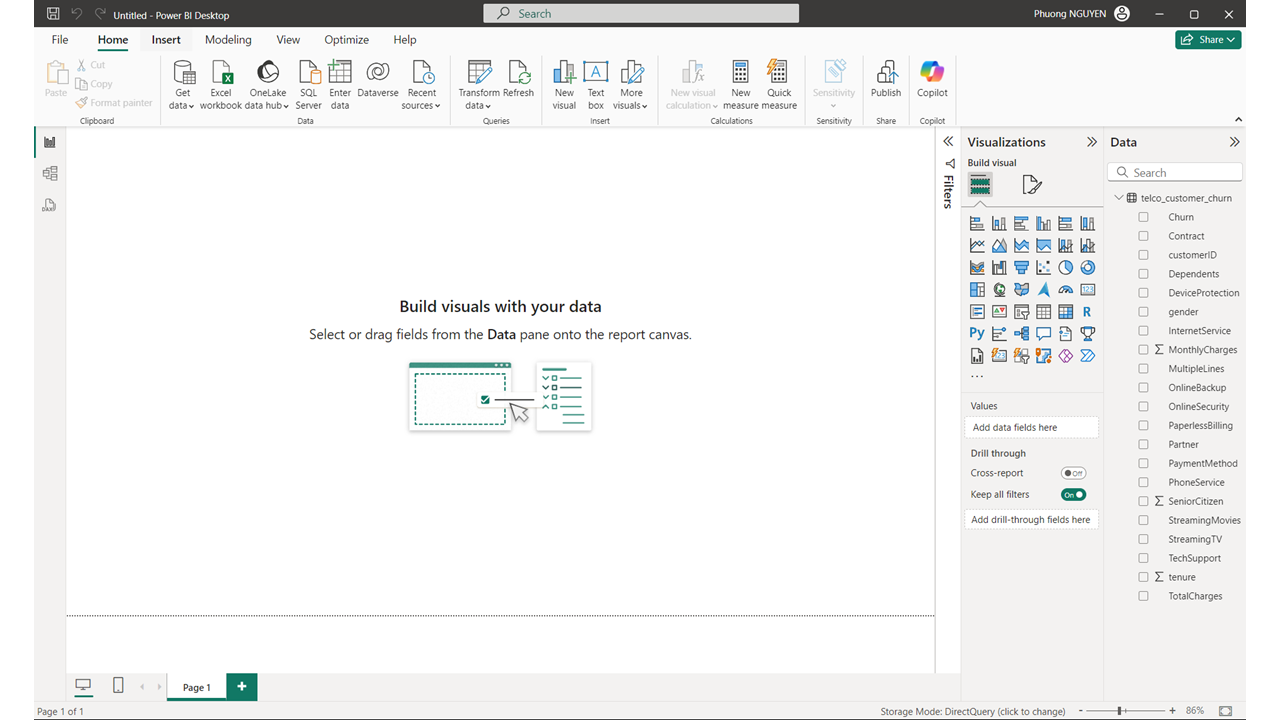 Untitled - Power BI Desktop
Search
Phuong NGUYEN
File Home Insert Modeling View Optimize Help
Share
Paste
Cut
Copy
Format painter
Clipboard
Get data
Excel workbook
OneLake data hub
SQL Server
Enter data
Dataverse
Recent sources
Data
Transform data
Refresh
Queries
New visual
Text box
More visuals
Insert
New visual calculation
New measure
Quick measure
Calculations
Sensitivity
Sensitivity
Publish
Share
Copilot
Copilot
DAX
Build visuals with your data
Select or drag fields from the Data pane onto the report canvas.
Filters
Visualizations
Build visual
123
R
Py
123
...
Values
Add data fields here
Drill through
Cross-report
Off
Keep all filters
On
Add drill-through fields here
Data
Search
telco_customer_churn
Churn
Contract
customerID
Dependents
DeviceProtection
gender
InternetService
∑ MonthlyCharges
MultipleLines
OnlineBackup
OnlineSecurity
PaperlessBilling
Partner
PaymentMethod
PhoneService
∑ SeniorCitizen
StreamingMovies
StreamingTV
TechSupport
∑ tenure
TotalCharges
Page 1
+
Page 1 of 1
Storage Mode: DirectQuery (click to change)
- + 86%